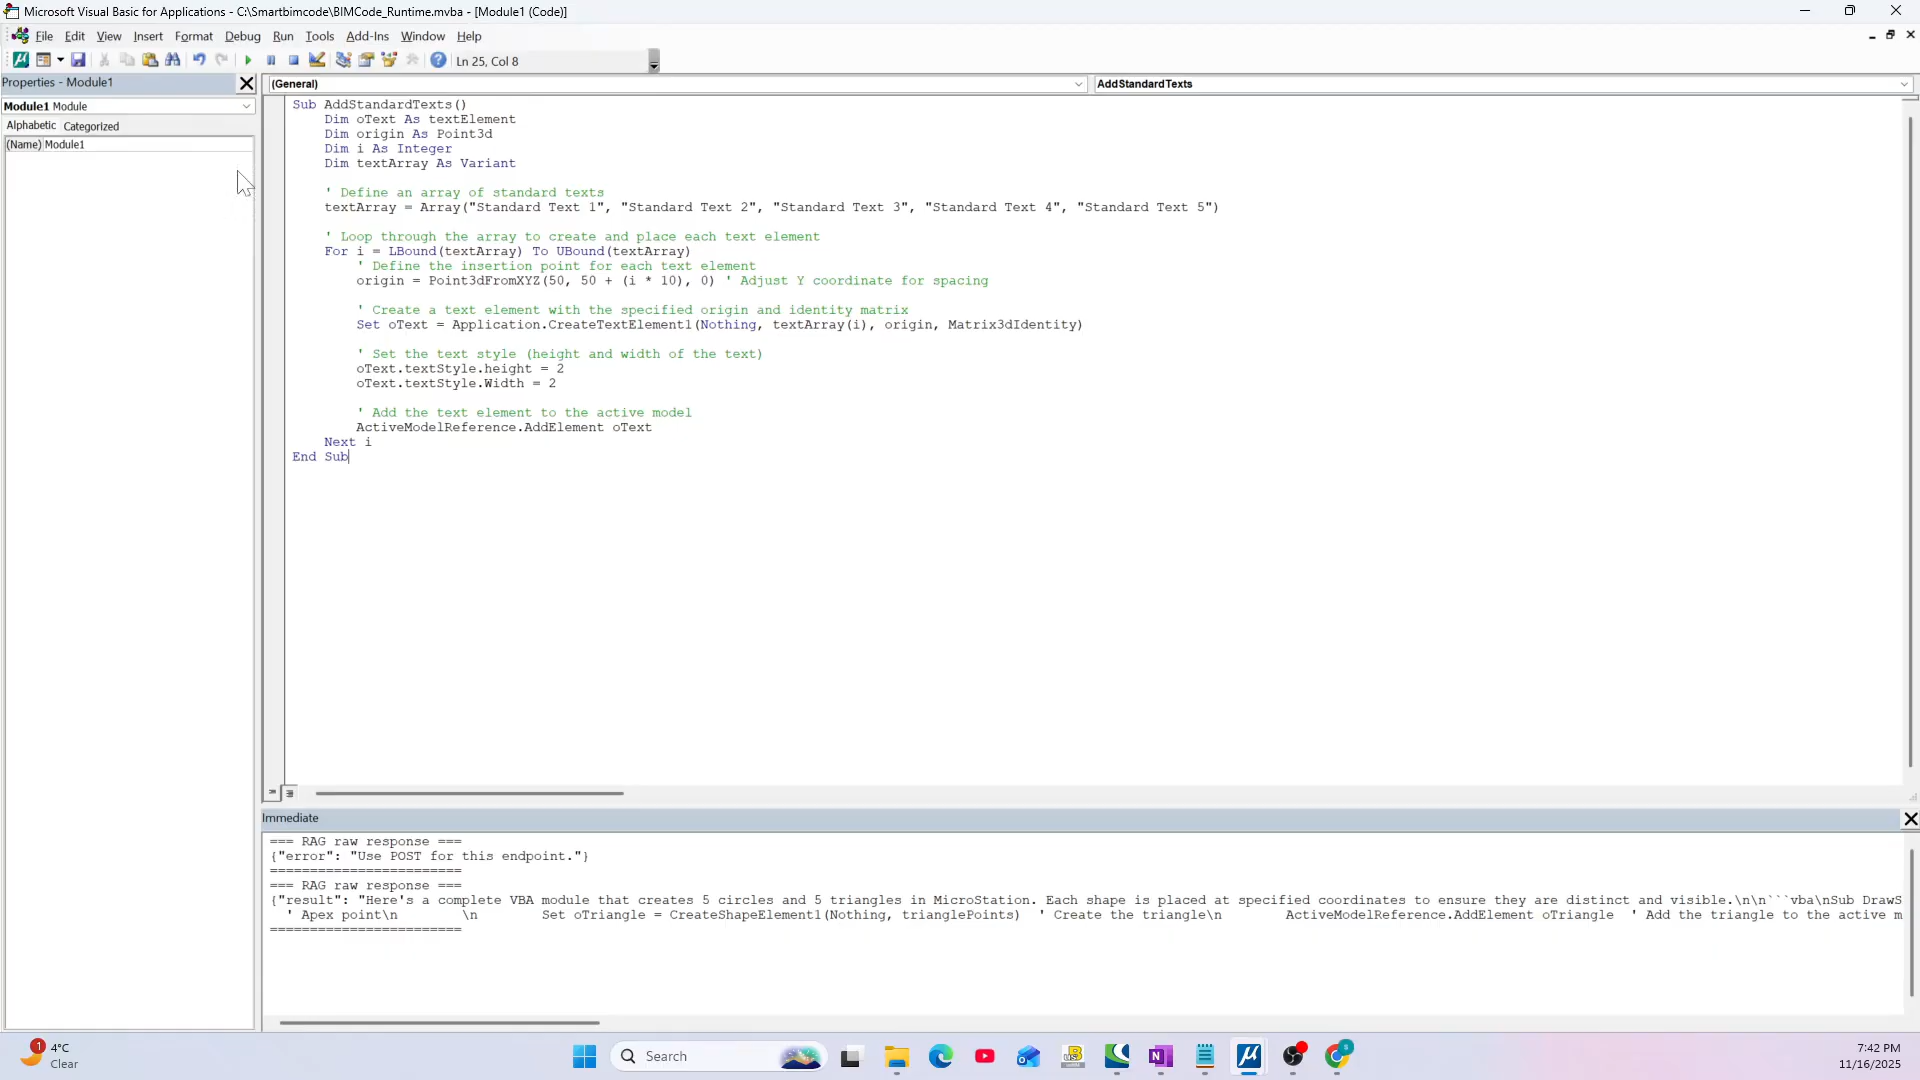 Microsoft Visual Basic for Applications - C:\Smartbimcode\BIMCode_Runtime.mvba - [Module1 (Code)]
File Edit View Insert Format Debug Run Tools Add-Ins Window Help
Ln 25, Col 8
Properties - Module1
Module1 Module
Alphabetic Categorized
(Name) Module1
(General) AddStandardTexts
Sub AddStandardTexts()
    Dim oText As textElement
    Dim origin As Point3d
    Dim i As Integer
    Dim textArray As Variant
    ' Define an array of standard texts
    textArray = Array("Standard Text 1", "Standard Text 2", "Standard Text 3", "Standard Text 4", "Standard Text 5")
    ' Loop through the array to create and place each text element
    For i = LBound(textArray) To UBound(textArray)
        ' Define the insertion point for each text element
        origin = Point3dFromXYZ(50, 50 + (i * 10), 0) ' Adjust Y coordinate for spacing
        ' Create a text element with the specified origin and identity matrix
        Set oText = Application.CreateTextElement1(Nothing, textArray(i), origin, Matrix3dIdentity)
        ' Set the text style (height and width of the text)
        oText.textStyle.height = 2
        oText.textStyle.Width = 2
        ' Add the text element to the active model
        ActiveModelReference.AddElement oText
    Next i
End Sub
Immediate
=== RAG raw response ===
{"error": "Use POST for this endpoint."}
========================
=== RAG raw response ===
{"result": "Here's a complete VBA module that creates 5 circles and 5 triangles in MicroStation. Each shape is placed at specified coordinates to ensure they are distinct and visible.\n\n```vba\nSub DrawS
  ' Apex point\n        \n        Set oTriangle = CreateShapeElement1(Nothing, trianglePoints)  ' Create the triangle\n        ActiveModelReference.AddElement oTriangle  ' Add the triangle to the active m
========================
1
4°C
Clear
Search
7:42 PM
11/16/2025